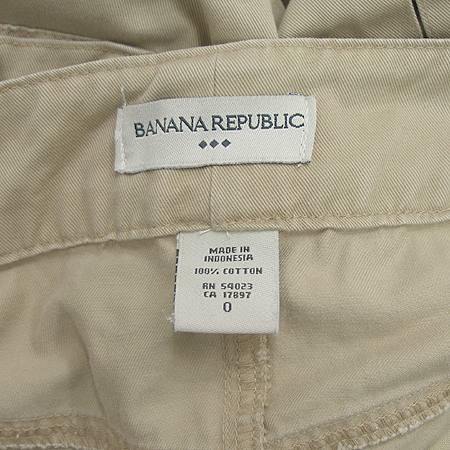 BANANA REPUBLIC
MADE IN
INDONESIA
100% COTTON
RN 54023
CA 17897
0